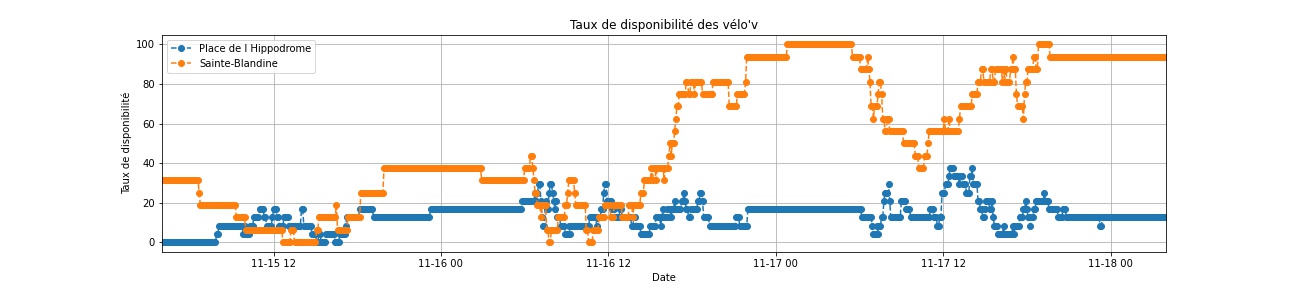 Taux de disponibilité des vélo'v
Place de l Hippodrome
Sainte-Blandine
Taux de disponibilité
100
80
60
40
20
0
11-15 12
11-16 00
11-16 12
11-17 00
11-17 12
11-18 00
Date